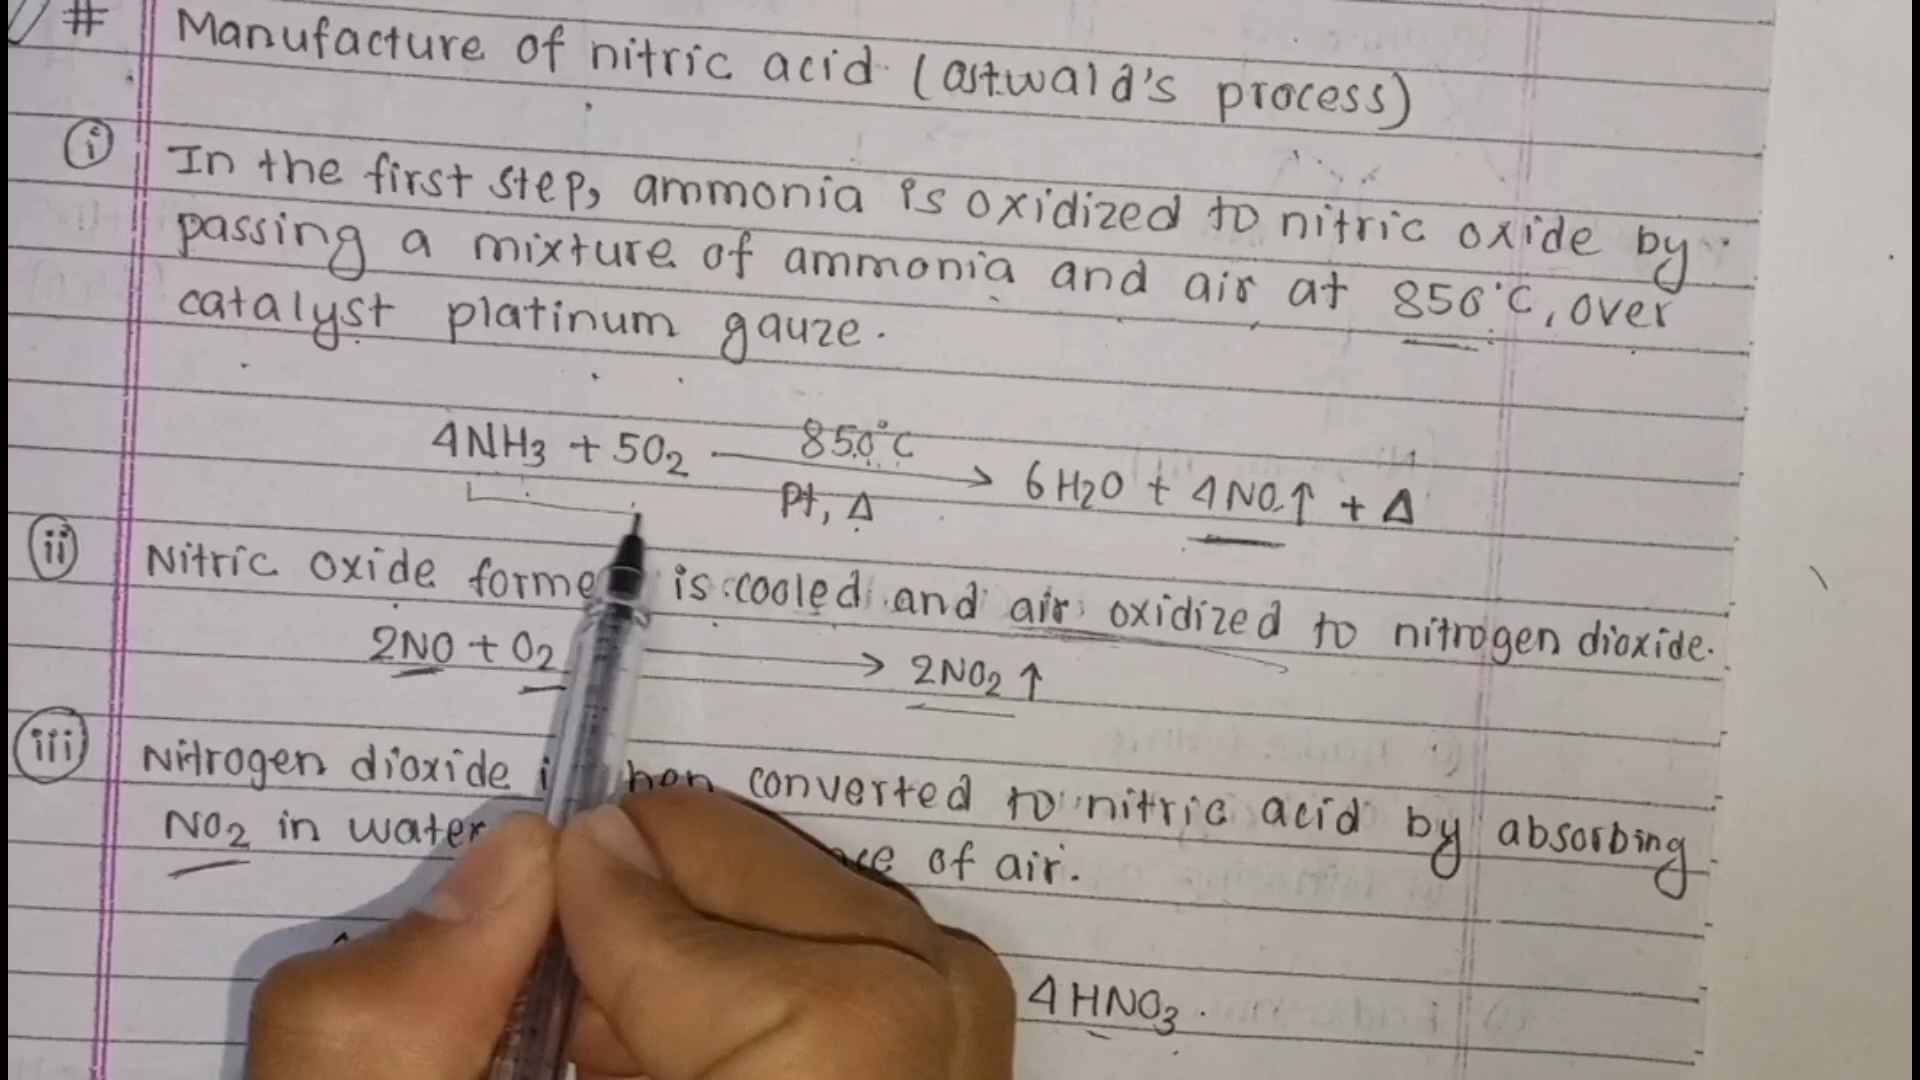 # Manufacture of nitric acid (ostwald's process)
(i) In the first step, ammonia is oxidized to nitric oxide by
passing a mixture of ammonia and air at 850°C, over
catalyst platinum gauze.
850°C
4NH3 + 5O2 ⟶ 6H2O + 4NO↑ + Δ
Pt, Δ
(ii) Nitric oxide forme is cooled and air oxidized to nitrogen dioxide.
2NO + O2 ⟶ 2NO2 ↑
(iii) Nitrogen dioxide converted to nitric acid by absorbing
NO2 in water of air.
4HNO3